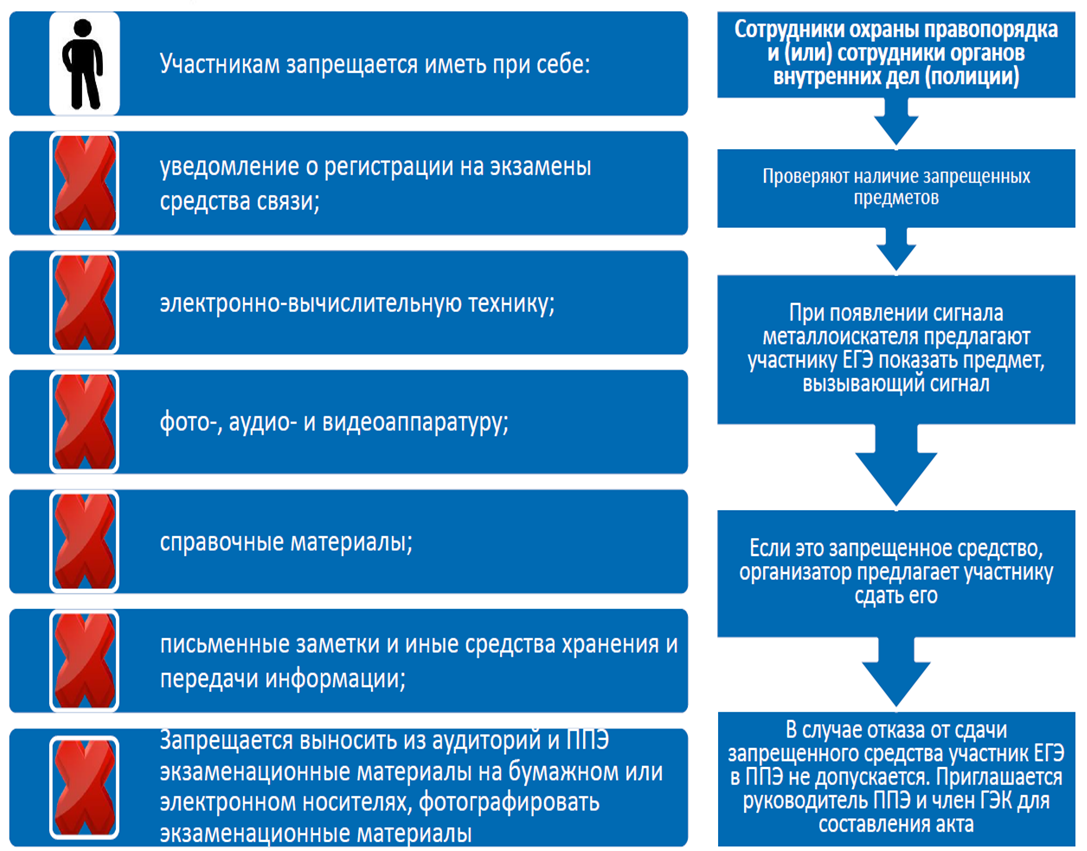 Участникам запрещается иметь при себе:
уведомление о регистрации на экзамены
средства связи;
электронно-вычислительную технику;
фото-, аудио- и видеоаппаратуру;
справочные материалы;
письменные заметки и иные средства хранения и
передачи информации;
Запрещается выносить из аудиторий и ППЭ
экзаменационные материалы на бумажном или
электронном носителях, фотографировать
экзаменационные материалы
Сотрудники охраны правопорядка
и (или) сотрудники органов
внутренних дел (полиции)
Проверяют наличие запрещенных
предметов
При появлении сигнала
металлоискателя предлагают
участнику ЕГЭ показать предмет,
вызывающий сигнал
Если это запрещенное средство,
организатор предлагает участнику
сдать его
В случае отказа от сдачи
запрещенного средства участник ЕГЭ
в ППЭ не допускается. Приглашается
руководитель ППЭ и член ГЭК для
составления акта